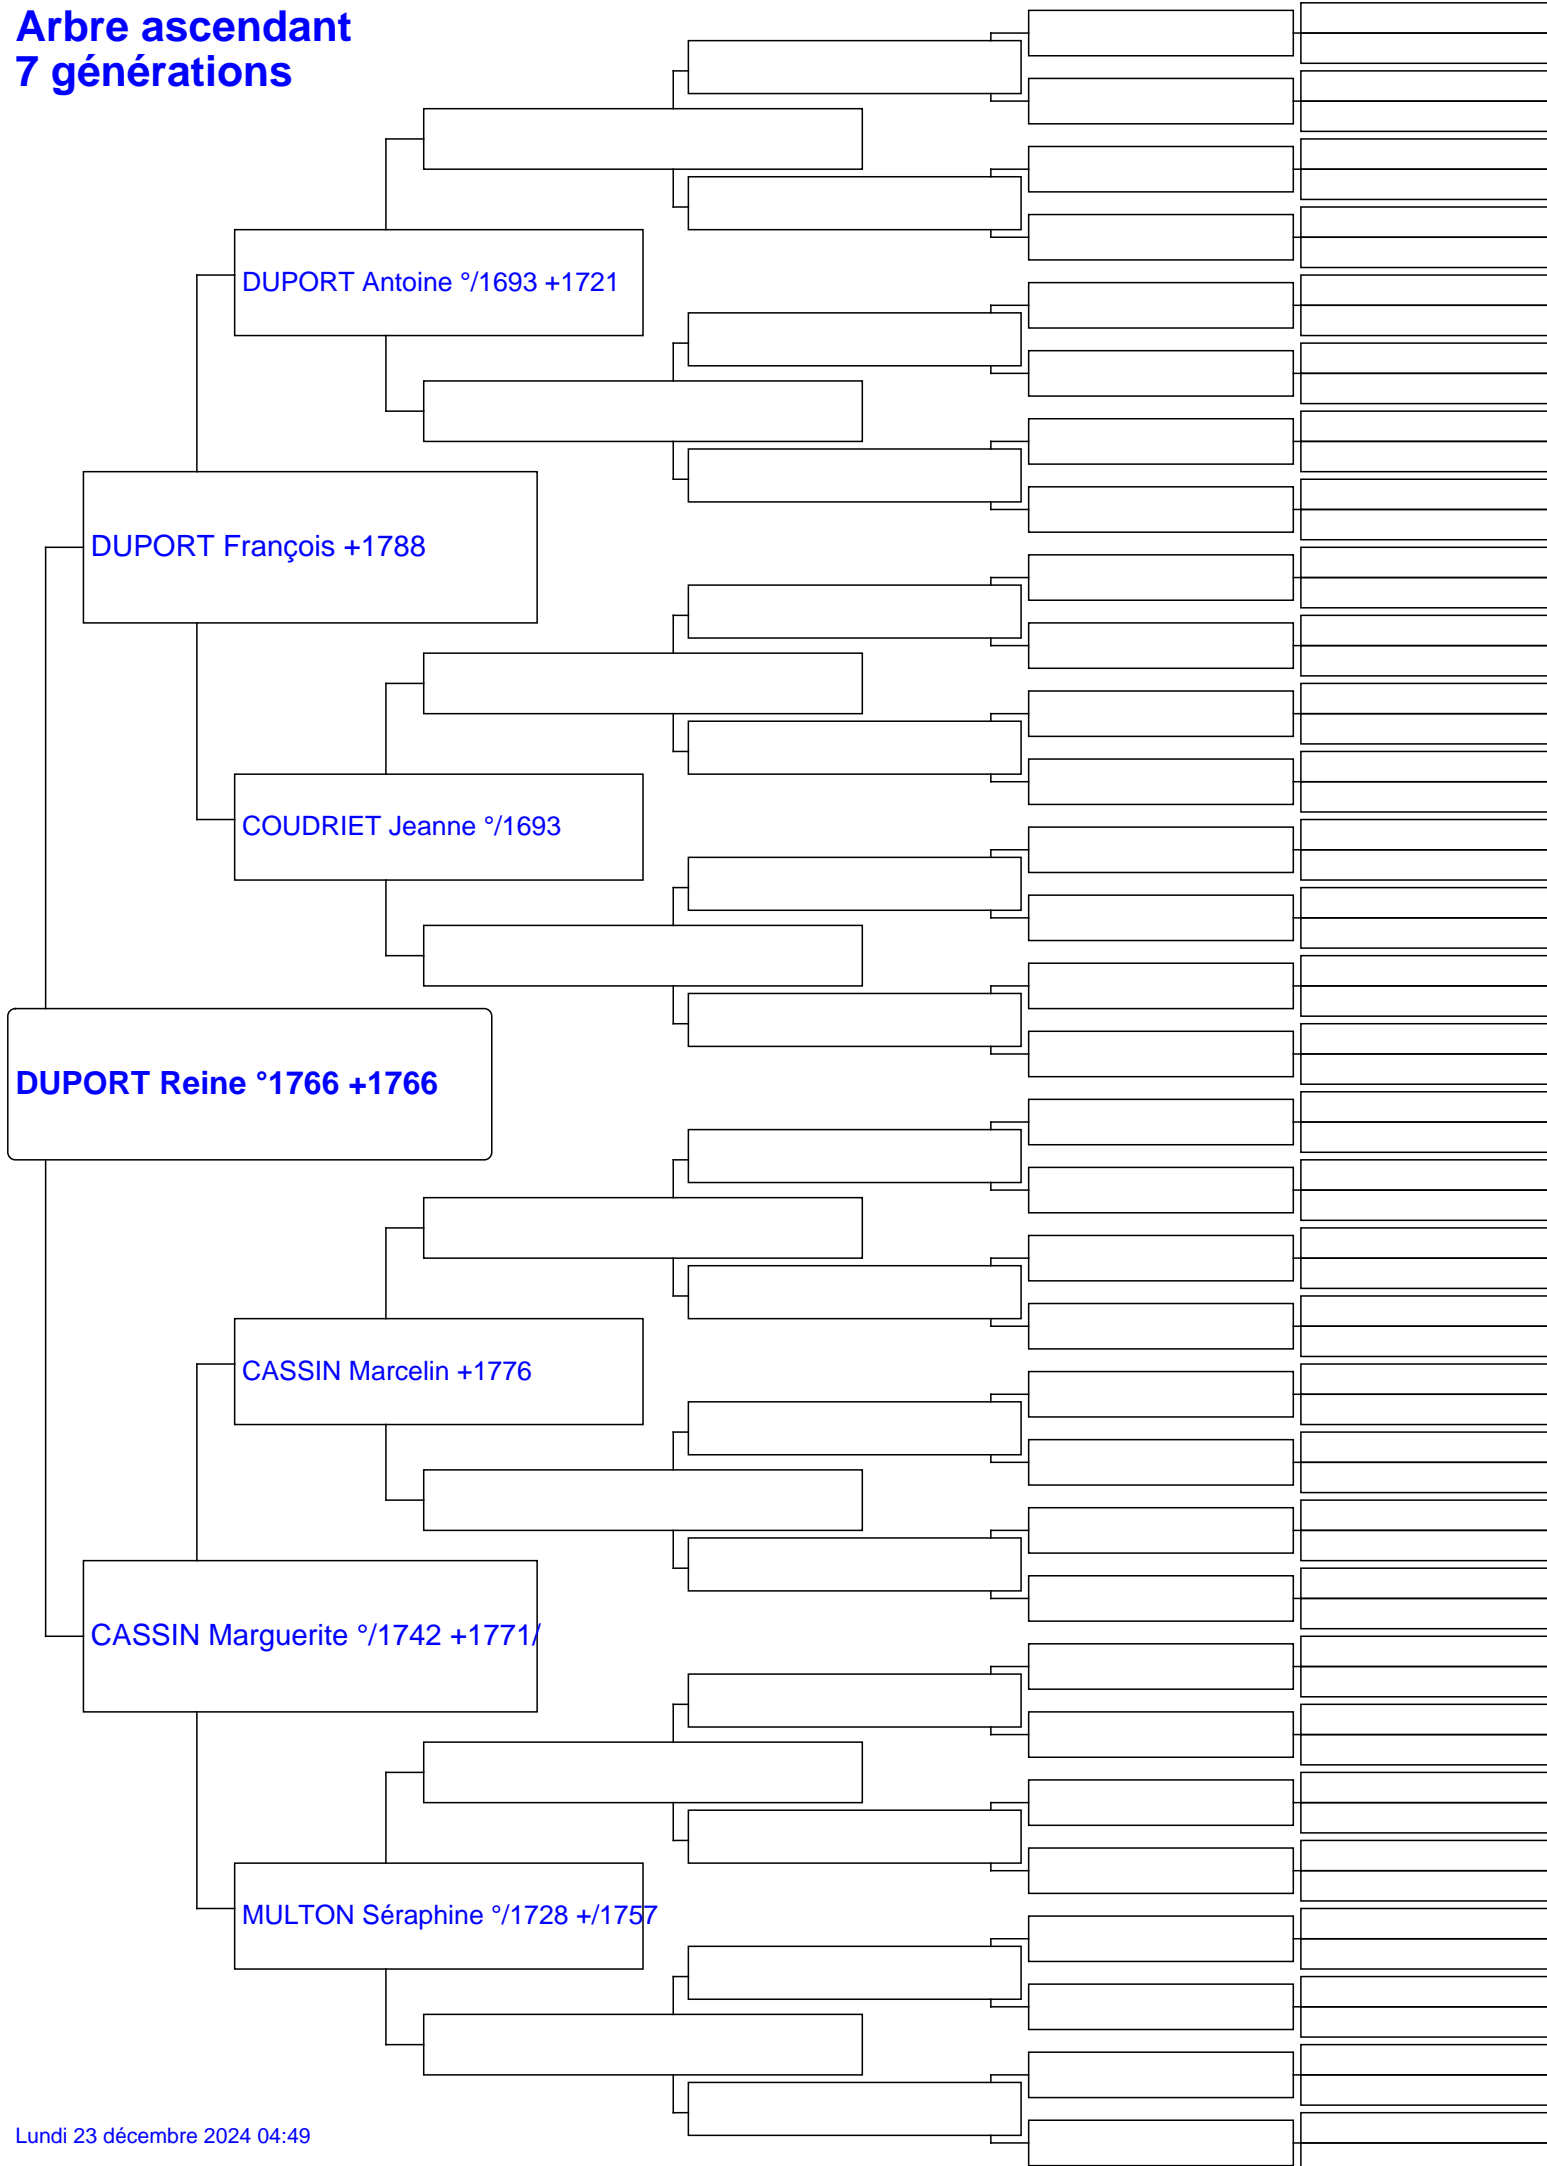 Arbre ascendant
7 générations
DUPORT Antoine °/1693 +1721
DUPORT François +1788
COUDRIET Jeanne °/1693
DUPORT Reine °1766 +1766
CASSIN Marcelin +1776
CASSIN Marguerite °/1742 +1771/
MULTON Séraphine °/1728 +/1757
Lundi 23 décembre 2024 04:49